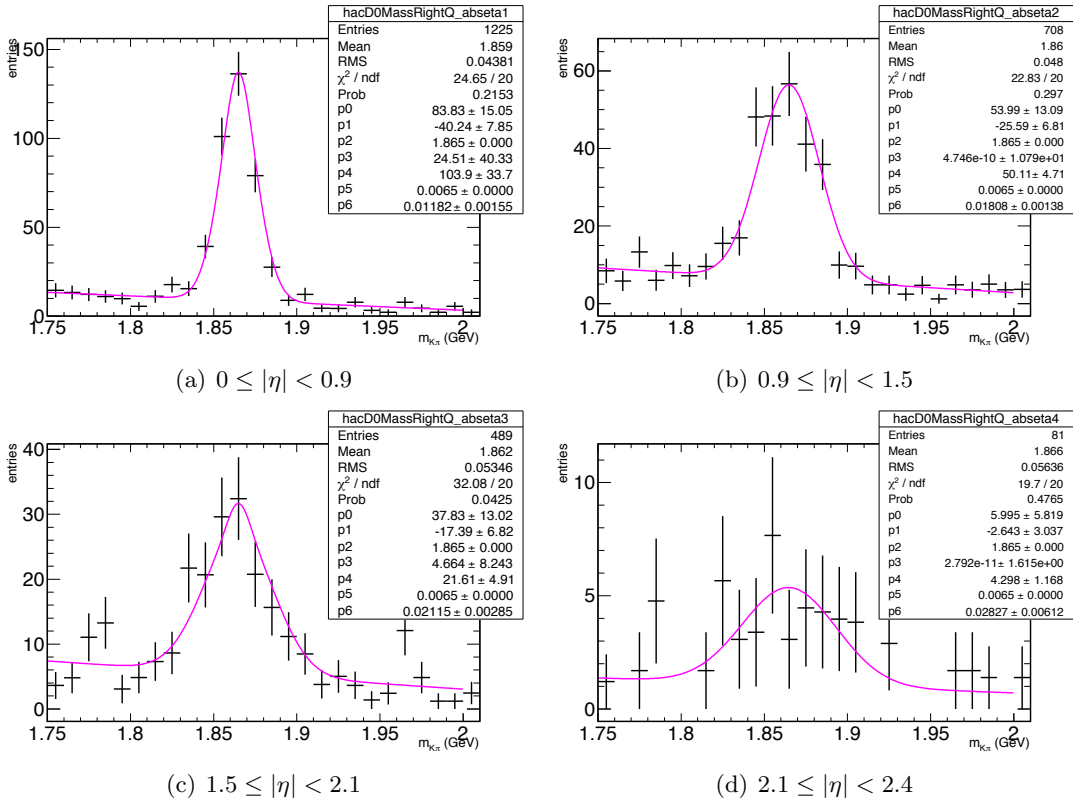 hacD0MassRightQ_abseta1
Entries 1225
Mean 1.859
RMS 0.04381
χ² / ndf 24.65 / 20
Prob 0.2153
p0 83.83 ± 15.05
p1 -40.24 ± 7.85
p2 1.865 ± 0.000
p3 24.51 ± 40.33
p4 103.9 ± 33.7
p5 0.0065 ± 0.0000
p6 0.01182 ± 0.00155
entries
150
100
50
0
1.75 1.8 1.85 1.9 1.95 2
m_Kπ (GeV)
(a) 0 ≤ |η| < 0.9
hacD0MassRightQ_abseta2
Entries 708
Mean 1.86
RMS 0.048
χ² / ndf 22.83 / 20
Prob 0.297
p0 53.99 ± 13.09
p1 -25.59 ± 6.81
p2 1.865 ± 0.000
p3 4.746e-10 ± 1.079e+01
p4 50.11 ± 4.71
p5 0.0065 ± 0.0000
p6 0.01808 ± 0.00138
entries
60
40
20
0
1.75 1.8 1.85 1.9 1.95 2
m_Kπ (GeV)
(b) 0.9 ≤ |η| < 1.5
hacD0MassRightQ_abseta3
Entries 489
Mean 1.862
RMS 0.05346
χ² / ndf 32.08 / 20
Prob 0.0425
p0 37.83 ± 13.02
p1 -17.39 ± 6.82
p2 1.865 ± 0.000
p3 4.664 ± 8.243
p4 21.61 ± 4.91
p5 0.0065 ± 0.0000
p6 0.02115 ± 0.00285
entries
40
30
20
10
0
1.75 1.8 1.85 1.9 1.95 2
m_Kπ (GeV)
(c) 1.5 ≤ |η| < 2.1
hacD0MassRightQ_abseta4
Entries 81
Mean 1.866
RMS 0.05636
χ² / ndf 19.7 / 20
Prob 0.4765
p0 5.995 ± 5.819
p1 -2.643 ± 3.037
p2 1.865 ± 0.000
p3 2.792e-11 ± 1.615e+00
p4 4.298 ± 1.168
p5 0.0065 ± 0.0000
p6 0.02827 ± 0.00612
entries
10
5
0
1.75 1.8 1.85 1.9 1.95 2
m_Kπ (GeV)
(d) 2.1 ≤ |η| < 2.4